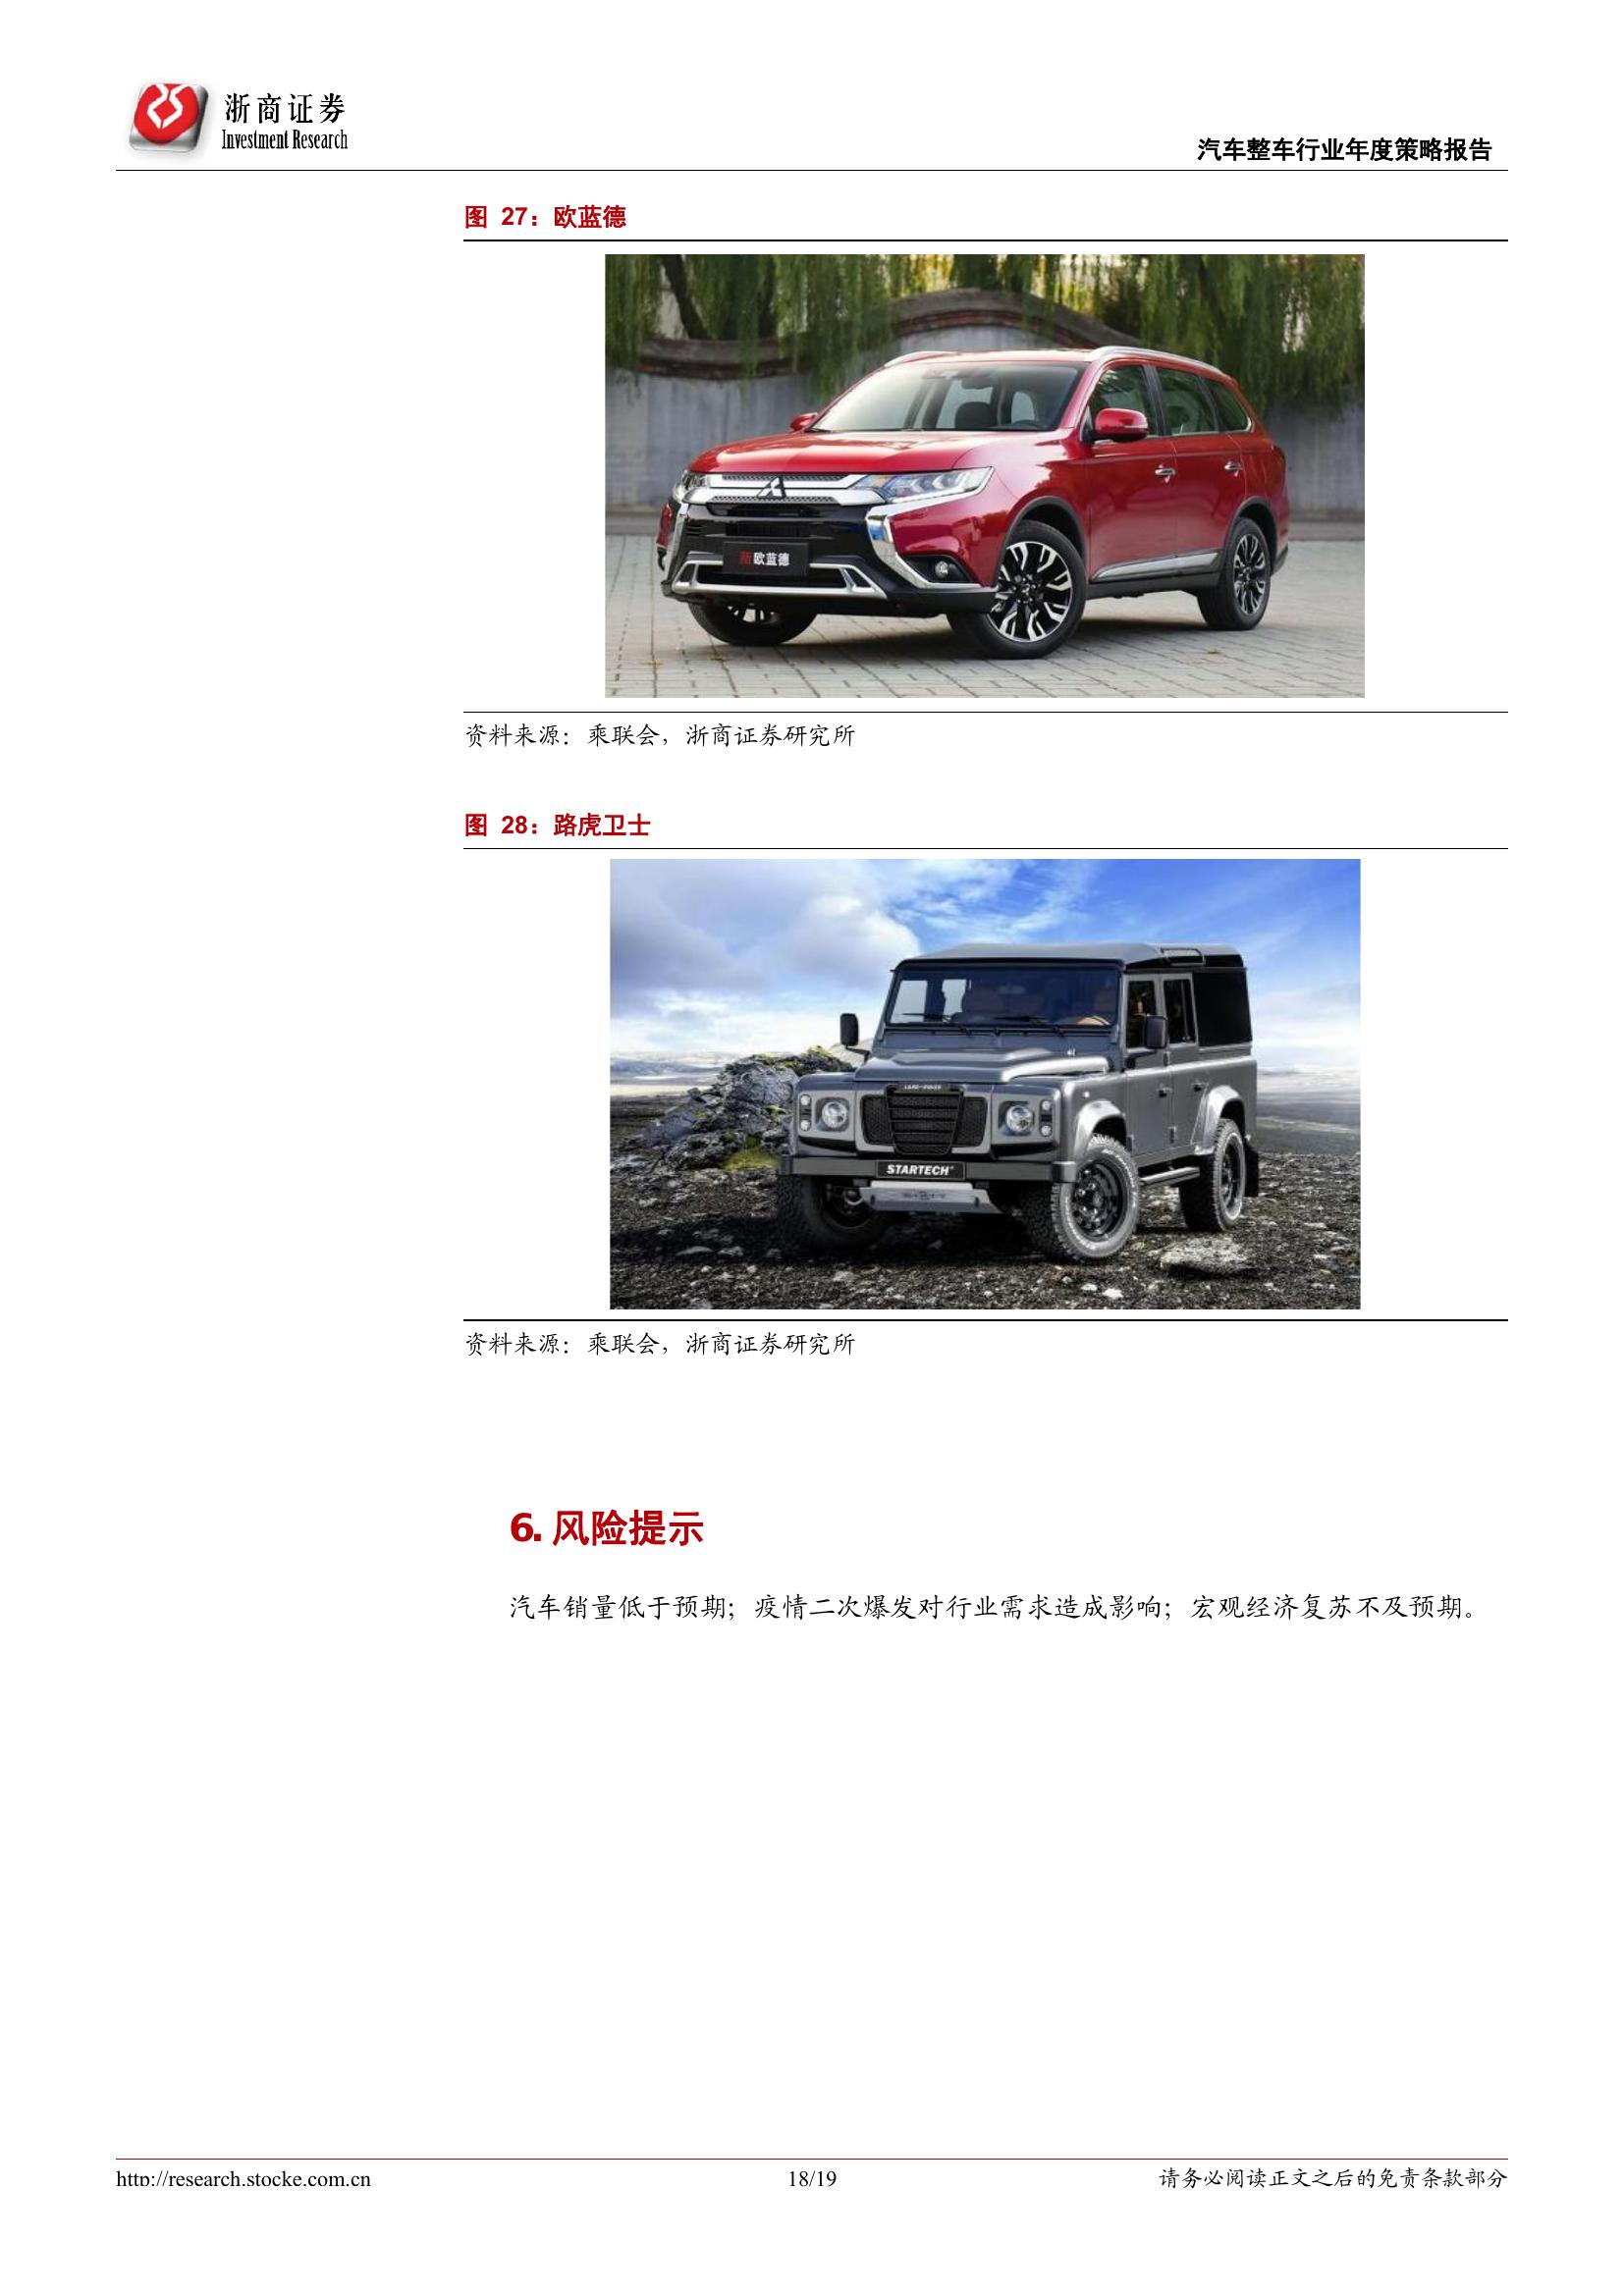 浙商证券
Investment Research
汽车整车行业年度策略报告
图 27：欧蓝德
新欧蓝德
资料来源：乘联会，浙商证券研究所
图 28：路虎卫士
LAND-ROVER
STARTECH
资料来源：乘联会，浙商证券研究所
6. 风险提示
汽车销量低于预期；疫情二次爆发对行业需求造成影响；宏观经济复苏不及预期。
http://research.stocke.com.cn
18/19
请务必阅读正文之后的免责条款部分